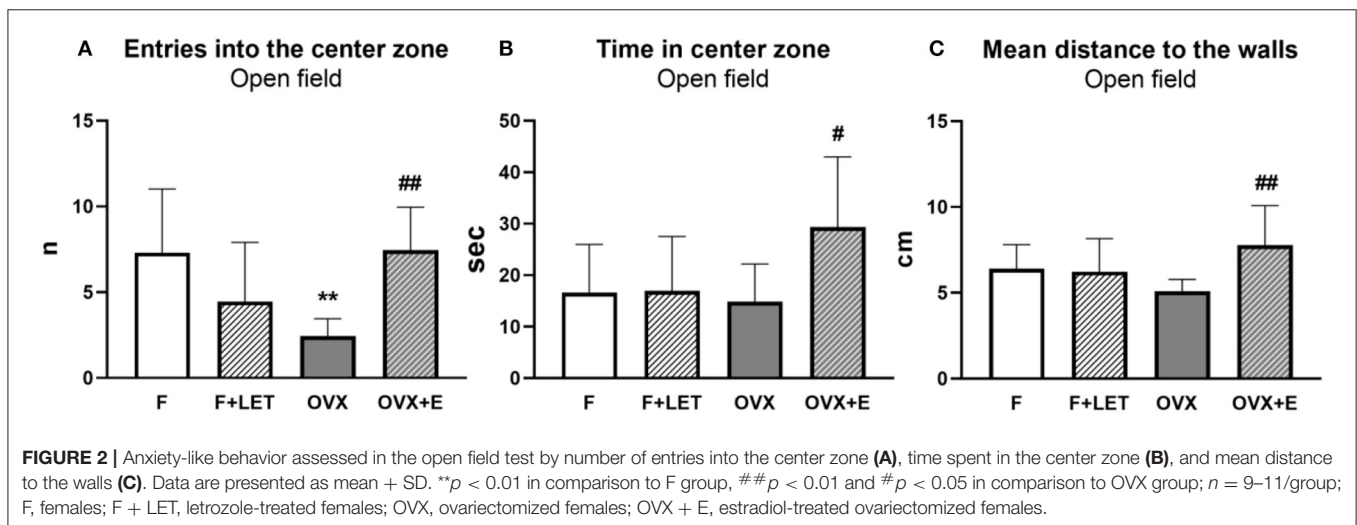 A Entries into the center zone
Open field
15
10
5
0
n
**
##
F F+LET OVX OVX+E
B Time in center zone
Open field
50
40
30
20
10
0
sec
#
F F+LET OVX OVX+E
C Mean distance to the walls
Open field
15
10
5
0
cm
##
F F+LET OVX OVX+E
FIGURE 2 | Anxiety-like behavior assessed in the open field test by number of entries into the center zone (A), time spent in the center zone (B), and mean distance
to the walls (C). Data are presented as mean + SD. **p < 0.01 in comparison to F group, ##p < 0.01 and #p < 0.05 in comparison to OVX group; n = 9–11/group;
F, females; F + LET, letrozole-treated females; OVX, ovariectomized females; OVX + E, estradiol-treated ovariectomized females.